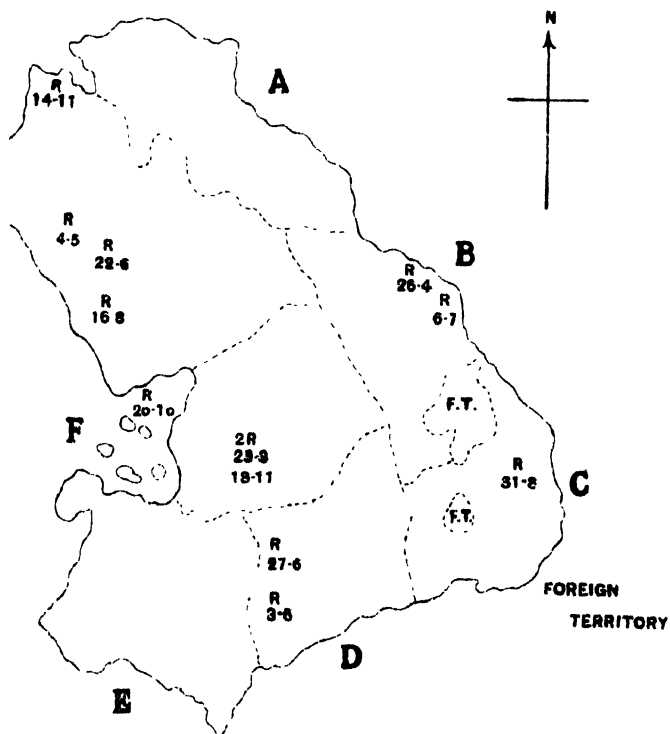 N
A
R
14-11
R
4-5
R
22-6
R
16 8
B
R
26-4
R
6-7
R
20-10
F
F.T.
2R
23-9
18-11
R
31-8
C
F.T.
R
27-6
R
3-8
FOREIGN
TERRITORY
D
E